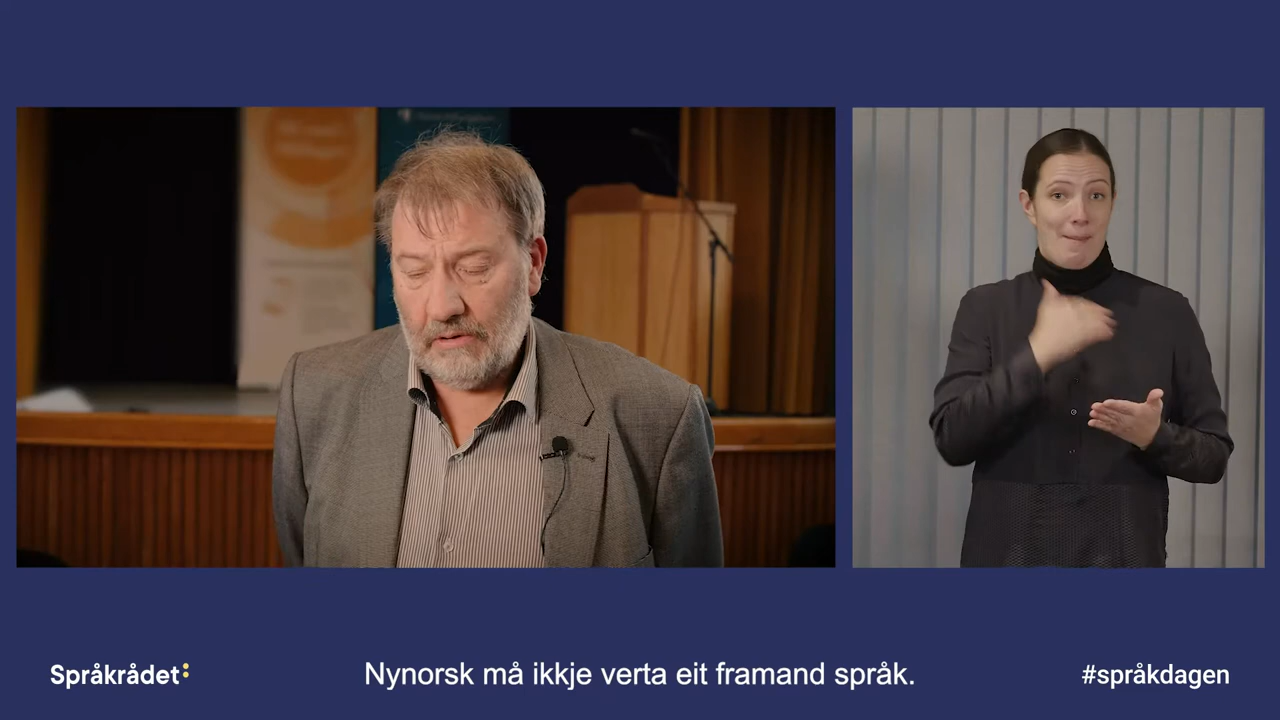 Språkrådet:
Nynorsk må ikkje verta eit framand språk.
#språkdagen